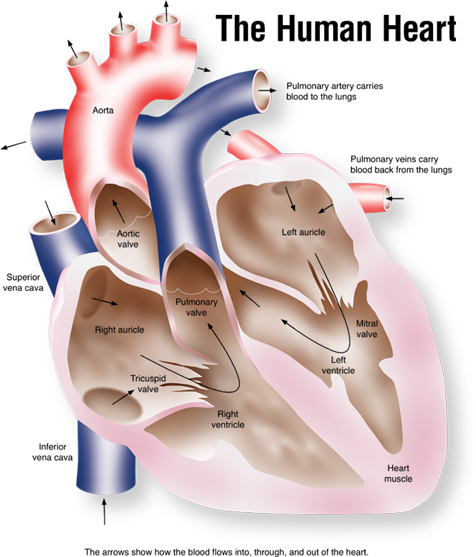 The Human Heart
Pulmonary artery carries
blood to the lungs
Aorta
Pulmonary veins carry
blood back from the lungs
Aortic
valve
Left auricle
Superior
vena cava
Pulmonary
valve
Right auricle
Mitral
valve
Left
ventricle
Tricuspid
valve
Right
ventricle
Inferior
vena cava
Heart
muscle
The arrows show how the blood flows into, through, and out of the heart.